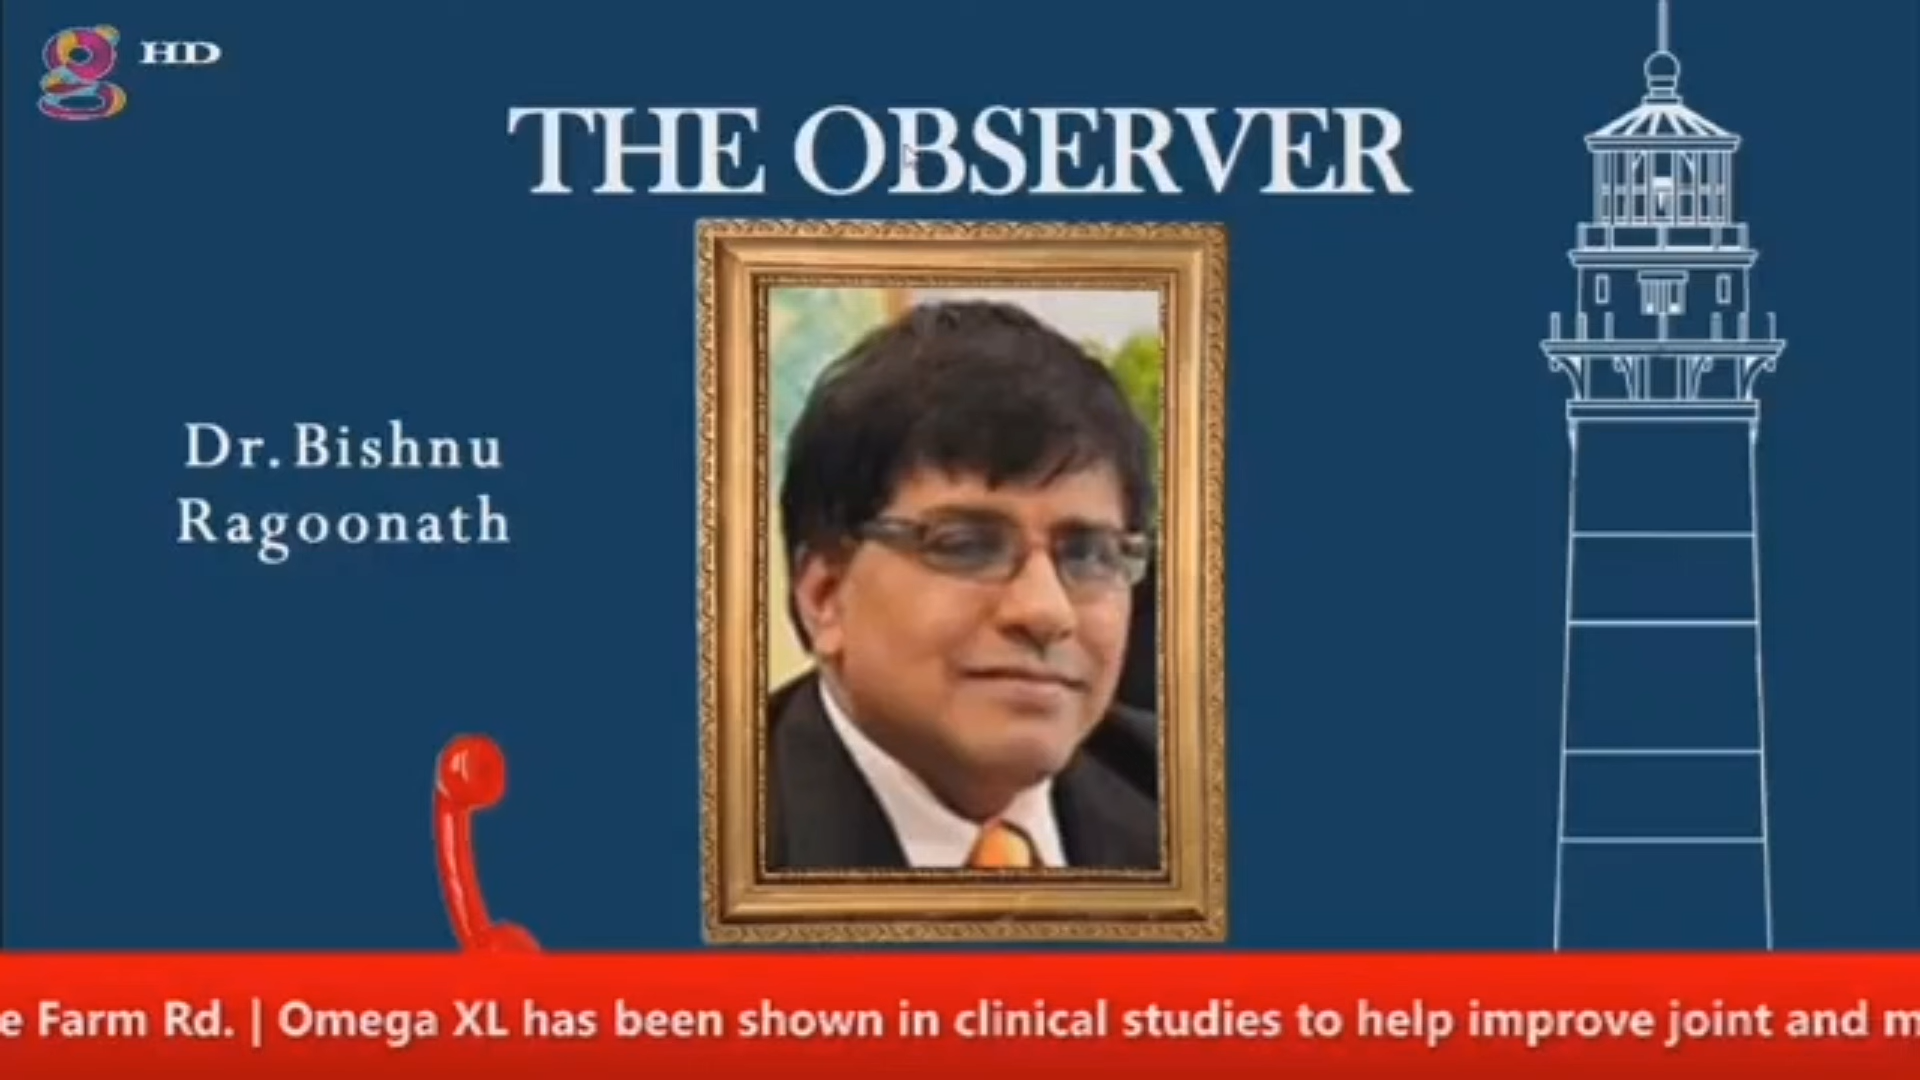 g HD
THE OBSERVER
Dr. Bishnu
Ragoonath
e Farm Rd. | Omega XL has been shown in clinical studies to help improve joint and m